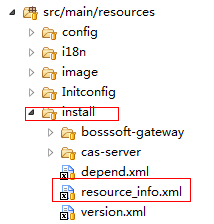 src/main/resources
config
i18n
image
Initconfig
install
bosssoft-gateway
cas-server
depend.xml
resource_info.xml
version.xml